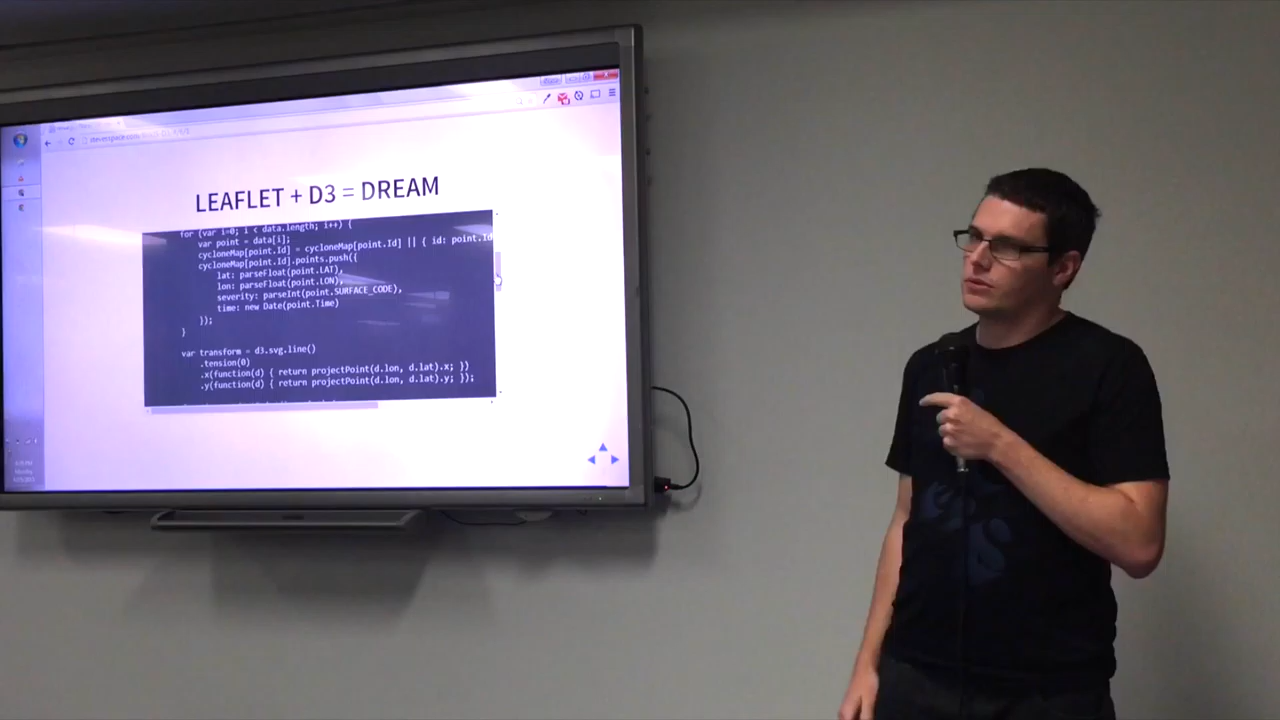 LEAFLET + D3 = DREAM
for (var i=0; i < data.length; i++) {
var point = data[i];
cycloneMap[point.Id] = cycloneMap[point.Id] || { id: point.Id
cycloneMap[point.Id].points.push({
lat: parseFloat(point.LAT),
lon: parseFloat(point.LON),
severity: parseInt(point.SURFACE_CODE),
time: new Date(point.Time)
});
}
var transform = d3.svg.line()
.tension(0)
.x(function(d) { return projectPoint(d.lon, d.lat).x; })
.y(function(d) { return projectPoint(d.lon, d.lat).y; });